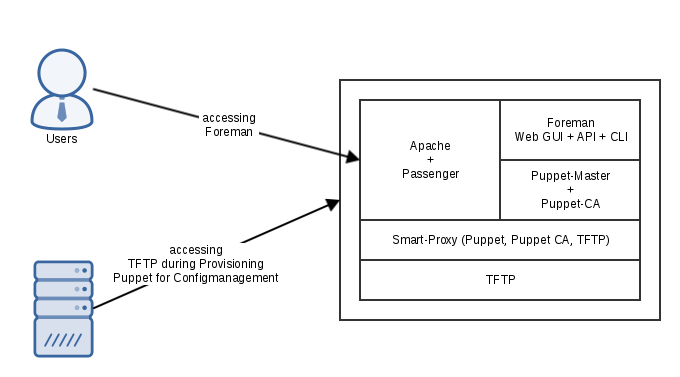 Users
accessing
Foreman
accessing
TFTP during Provisioning
Puppet for Configmanagement
Apache
+
Passenger
Foreman
Web GUI + API + CLI
Puppet-Master
+
Puppet-CA
Smart-Proxy (Puppet, Puppet CA, TFTP)
TFTP